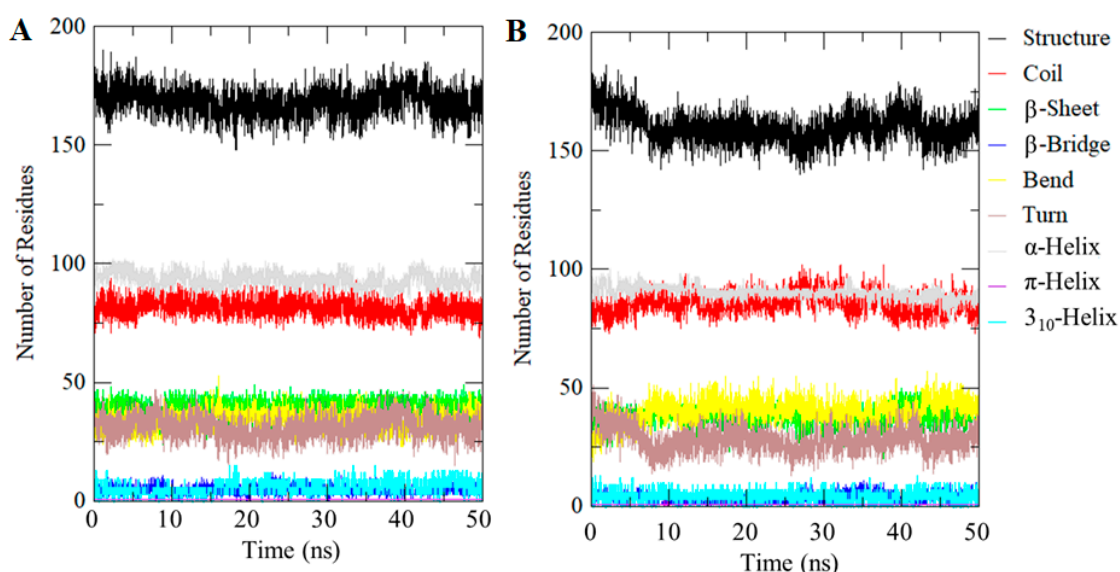 A
200
150
100
50
0
Number of Residues
0 10 20 30 40 50
Time (ns)
B
200
150
100
50
0
Number of Residues
0 10 20 30 40 50
Time (ns)
Structure
Coil
β-Sheet
β-Bridge
Bend
Turn
α-Helix
π-Helix
3₁₀-Helix